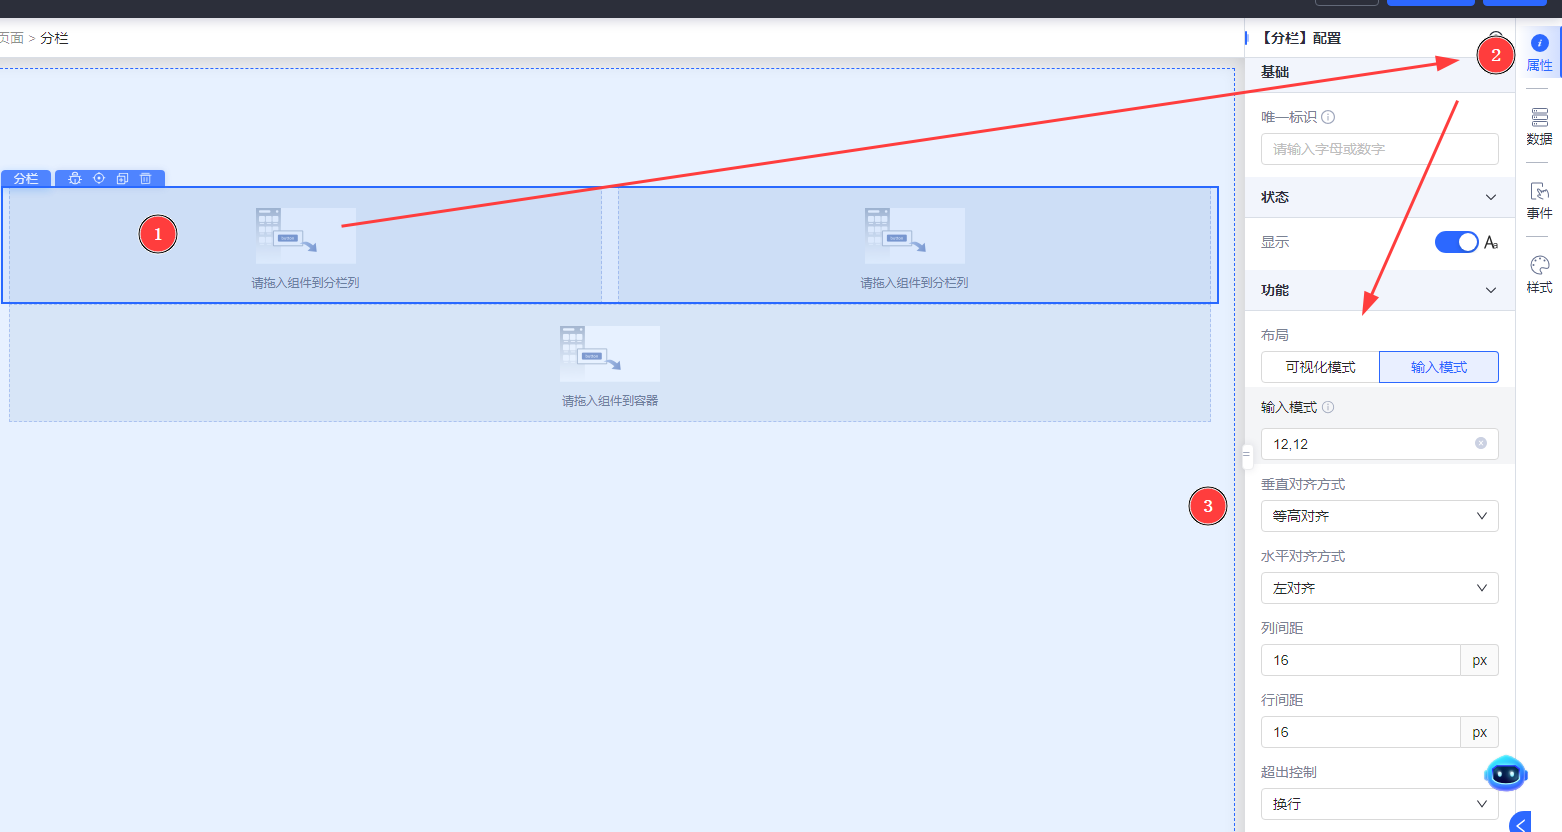 页面 > 分栏
【分栏】配置
2
属性
基础
唯一标识
请输入字母或数字
数据
分栏
状态
事件
1
显示
请拖入组件到分栏列
请拖入组件到分栏列
样式
功能
布局
可视化模式
输入模式
请拖入组件到容器
输入模式
12,12
垂直对齐方式
3
等高对齐
水平对齐方式
左对齐
列间距
16
px
行间距
16
px
超出控制
换行